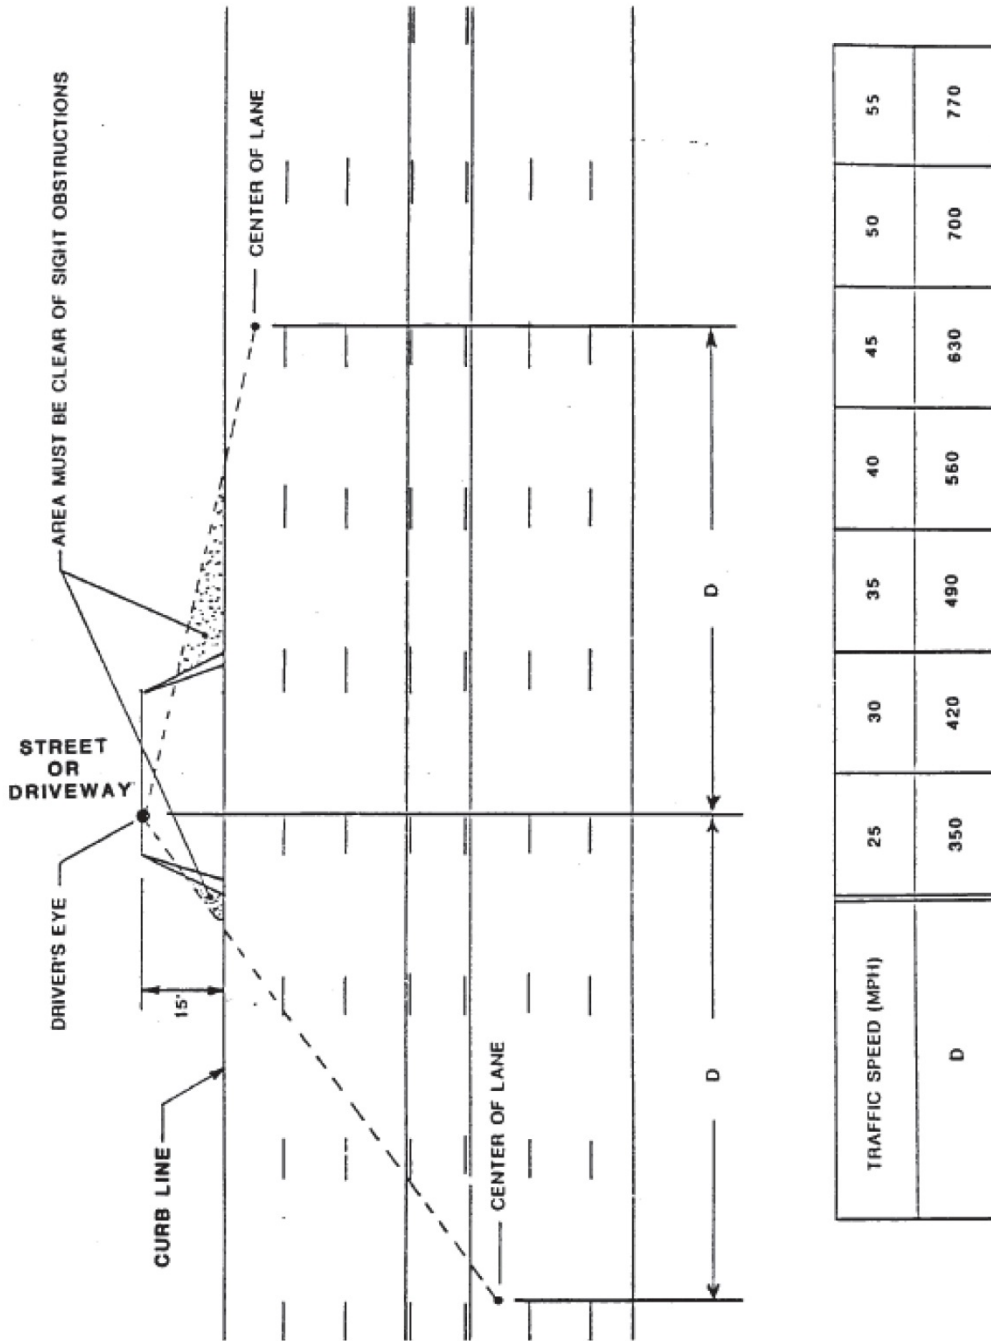 AREA MUST BE CLEAR OF SIGHT OBSTRUCTIONS
STREET
OR
DRIVEWAY
DRIVER'S EYE
15'
CURB LINE
CENTER OF LANE
CENTER OF LANE
D
D
TRAFFIC SPEED (MPH) 25 30 35 40 45 50 55
D 350 420 490 560 630 700 770